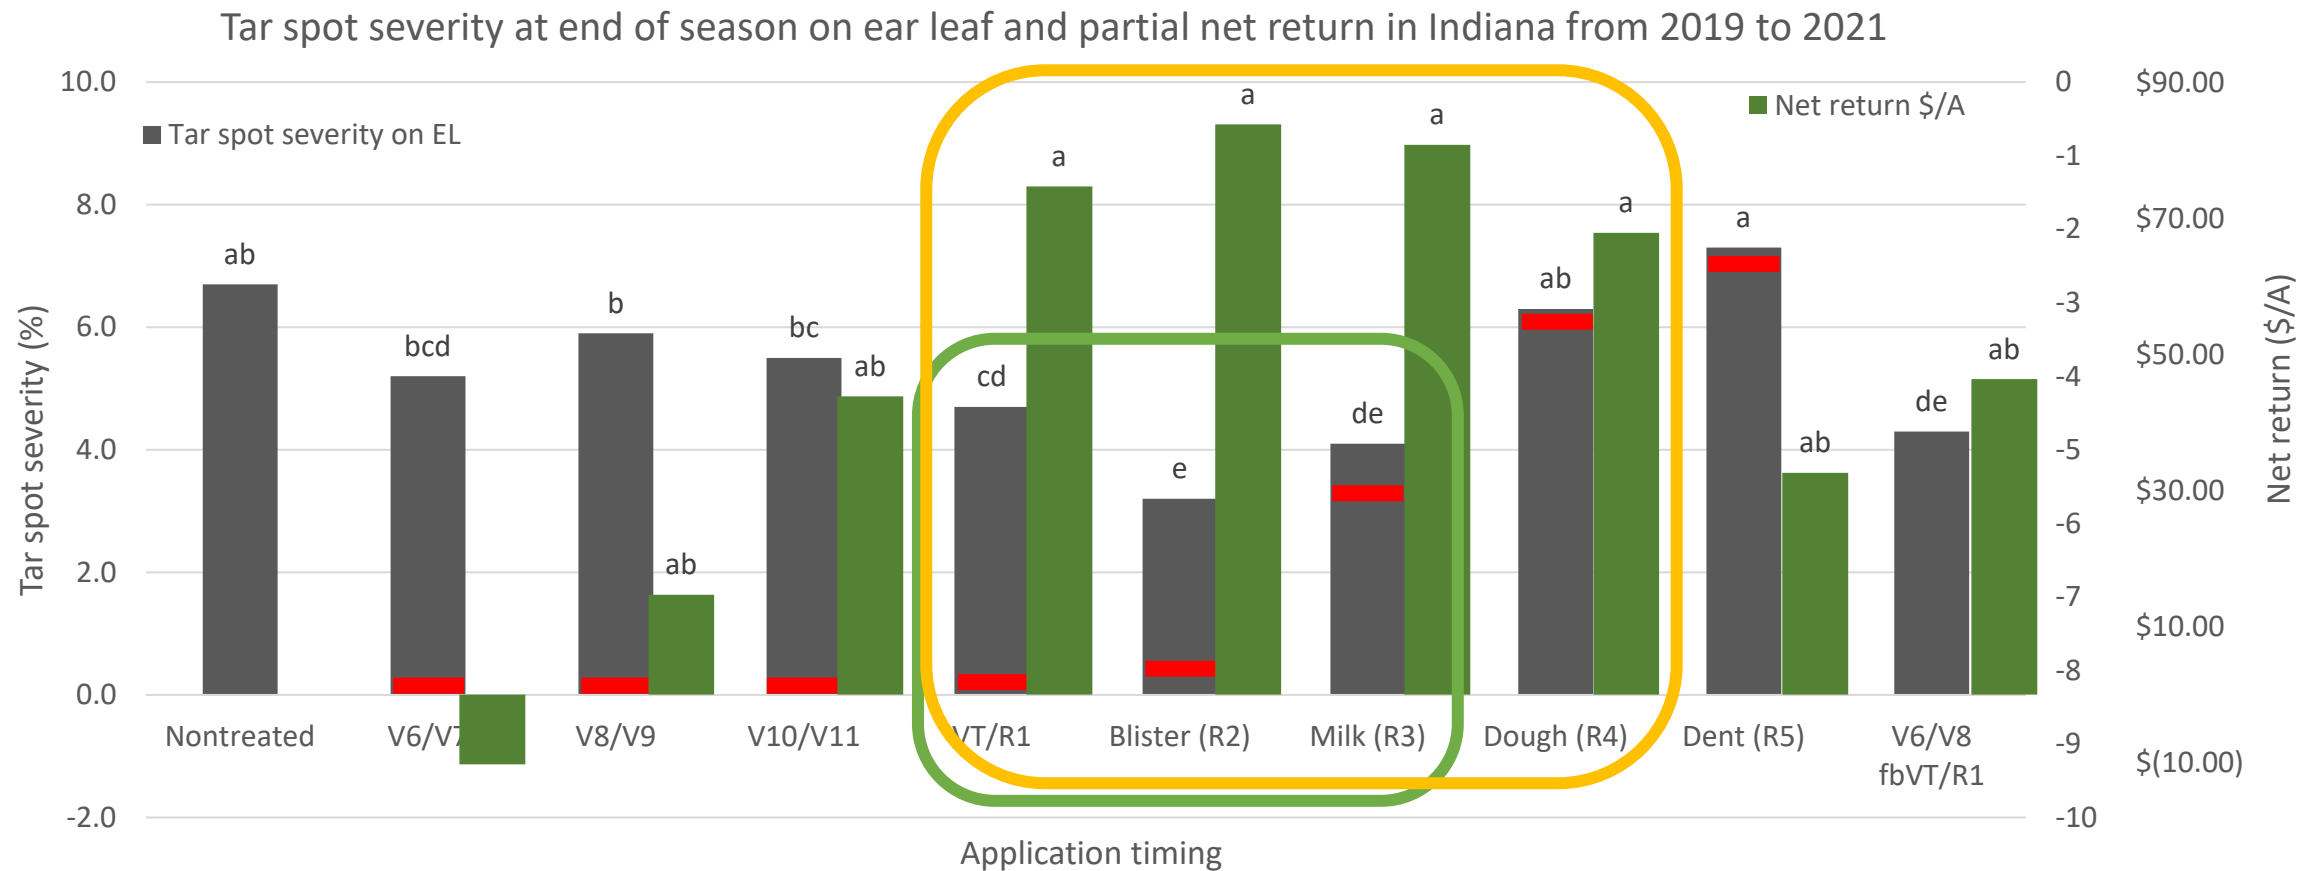 Tar spot severity at end of season on ear leaf and partial net return in Indiana from 2019 to 2021
Tar spot severity on EL
Net return $/A
Tar spot severity (%)
10.0
8.0
6.0
4.0
2.0
0.0
-2.0
ab
bcd
b
ab
bc
ab
cd
a
e
a
de
a
ab
a
a
ab
de
ab
0
-1
-2
-3
-4
-5
-6
-7
-8
-9
-10
$90.00
$70.00
$50.00
$30.00
$10.00
$(10.00)
Net return ($/A)
Nontreated
V6/V7
V8/V9
V10/V11
VT/R1
Blister (R2)
Milk (R3)
Dough (R4)
Dent (R5)
V6/V8
fbVT/R1
Application timing